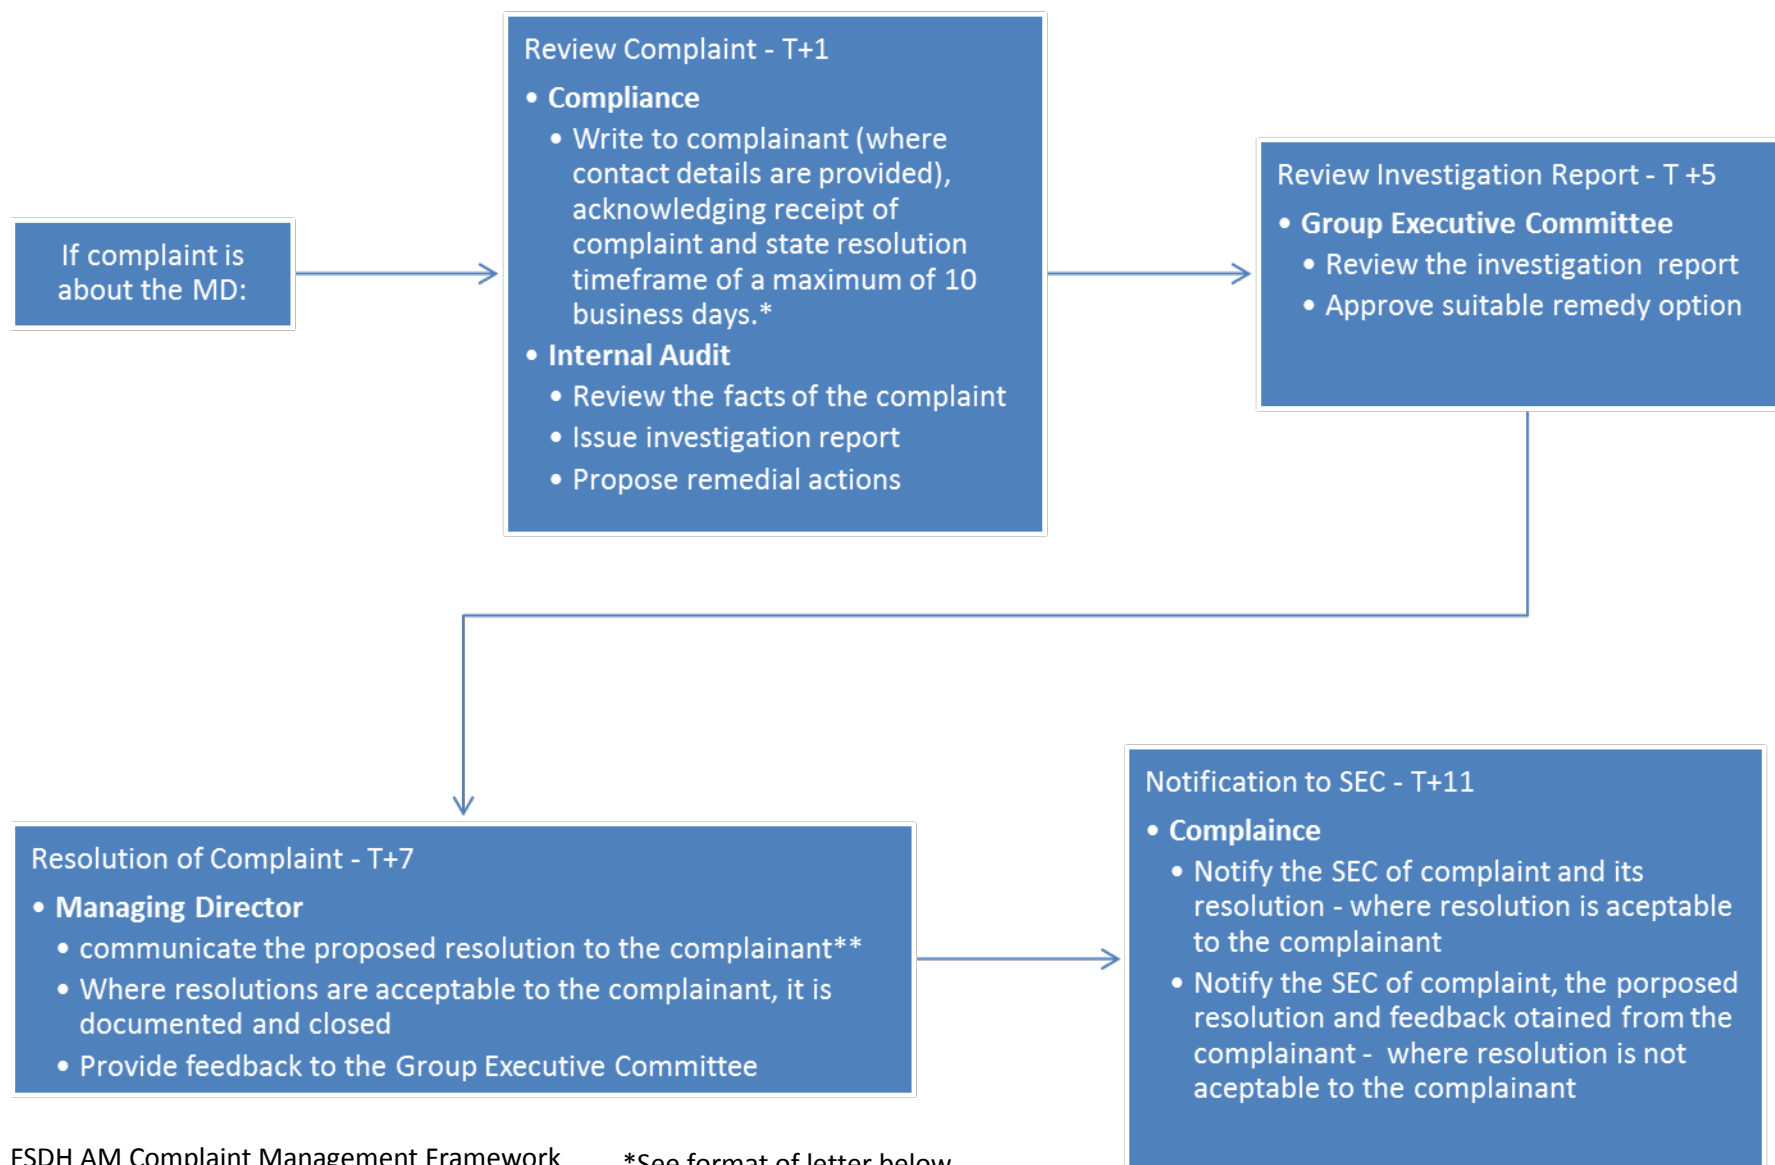 If complaint is
about the MD:
Review Complaint - T+1
• Compliance
• Write to complainant (where
contact details are provided),
acknowledging receipt of
complaint and state resolution
timeframe of a maximum of 10
business days.*
• Internal Audit
• Review the facts of the complaint
• Issue investigation report
• Propose remedial actions
Review Investigation Report - T +5
• Group Executive Committee
• Review the investigation report
• Approve suitable remedy option
Resolution of Complaint - T+7
• Managing Director
• communicate the proposed resolution to the complainant**
• Where resolutions are acceptable to the complainant, it is
documented and closed
• Provide feedback to the Group Executive Committee
Notification to SEC - T+11
• Complaince
• Notify the SEC of complaint and its
resolution - where resolution is aceptable
to the complainant
• Notify the SEC of complaint, the porposed
resolution and feedback otained from the
complainant - where resolution is not
aceptable to the complainant
FSDH AM Complaint Management Framework
*See format of letter below